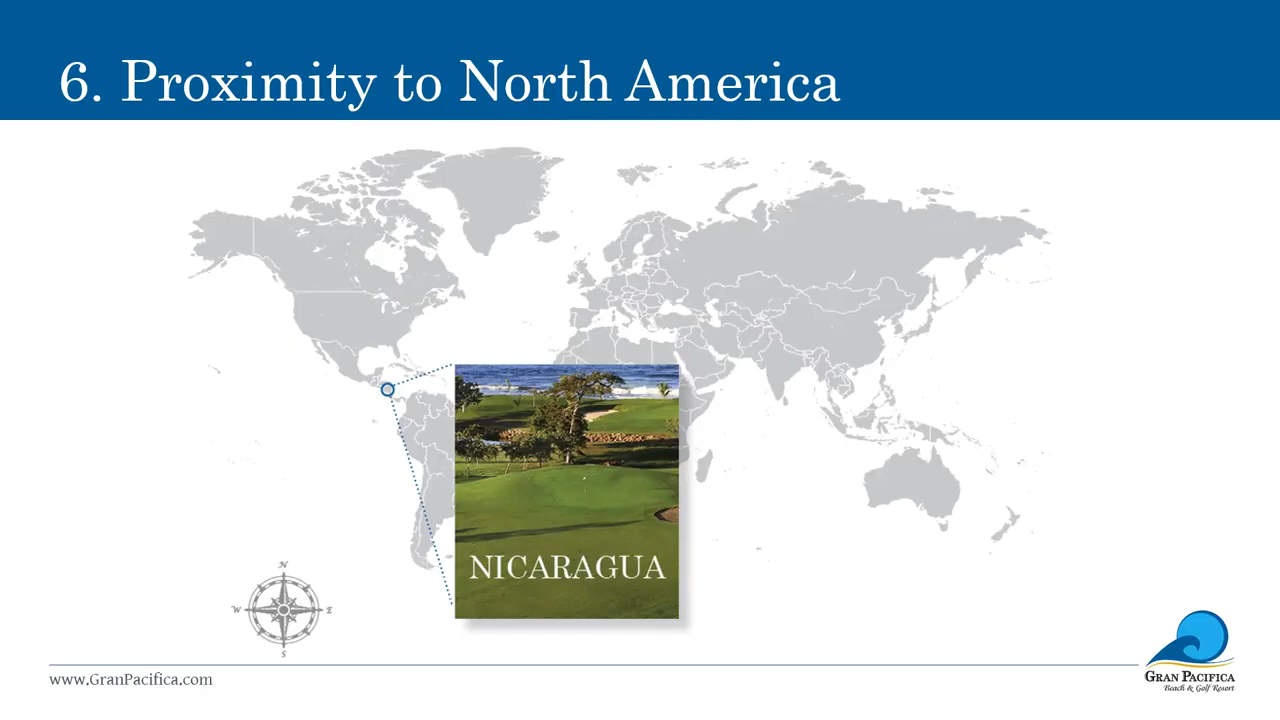 6. Proximity to North America
NICARAGUA
N
W
E
S
www.GranPacifica.com
GRAN PACIFICA
Beach & Golf Resort